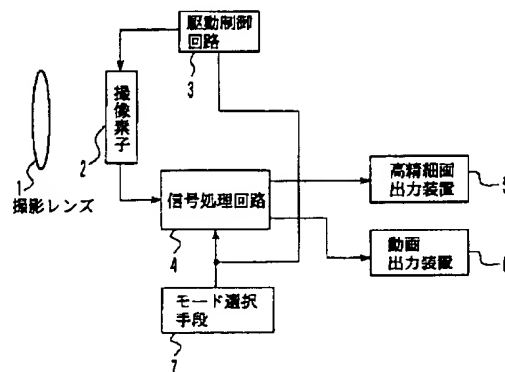 駆動制御
回路
3
撮像素子
2
1
撮影レンズ
信号処理回路
4
高精細画
出力装置
5
動画
出力装置
6
モード選択
手段
7